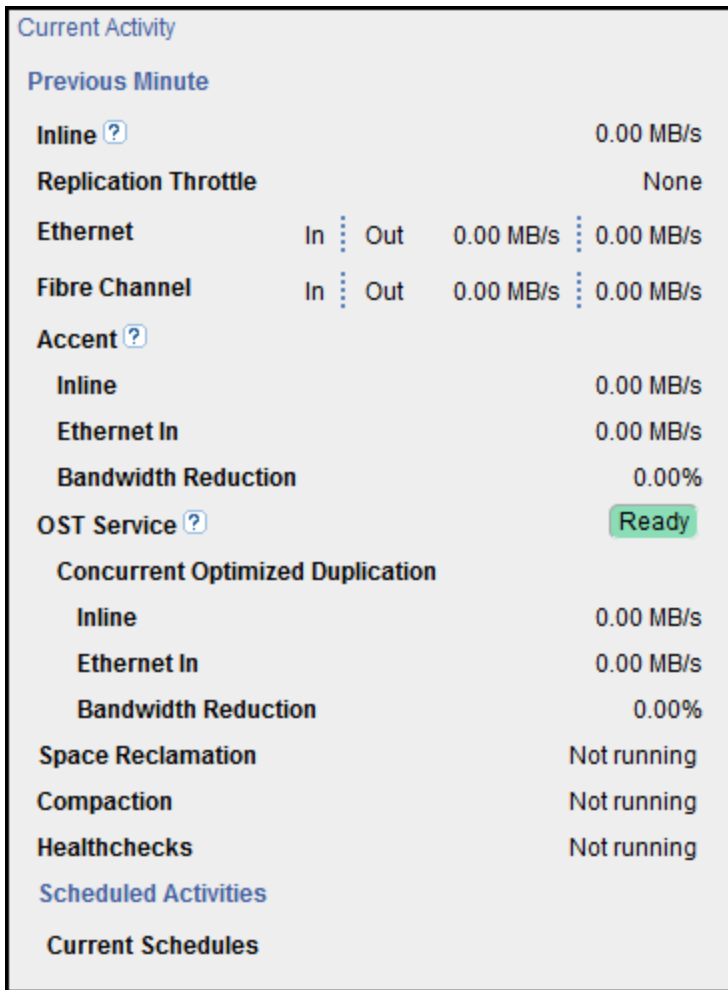 Current Activity
Previous Minute
Inline ? 0.00 MB/s
Replication Throttle None
Ethernet In Out 0.00 MB/s 0.00 MB/s
Fibre Channel In Out 0.00 MB/s 0.00 MB/s
Accent ?
Inline 0.00 MB/s
Ethernet In 0.00 MB/s
Bandwidth Reduction 0.00%
OST Service ? Ready
Concurrent Optimized Duplication
Inline 0.00 MB/s
Ethernet In 0.00 MB/s
Bandwidth Reduction 0.00%
Space Reclamation Not running
Compaction Not running
Healthchecks Not running
Scheduled Activities
Current Schedules